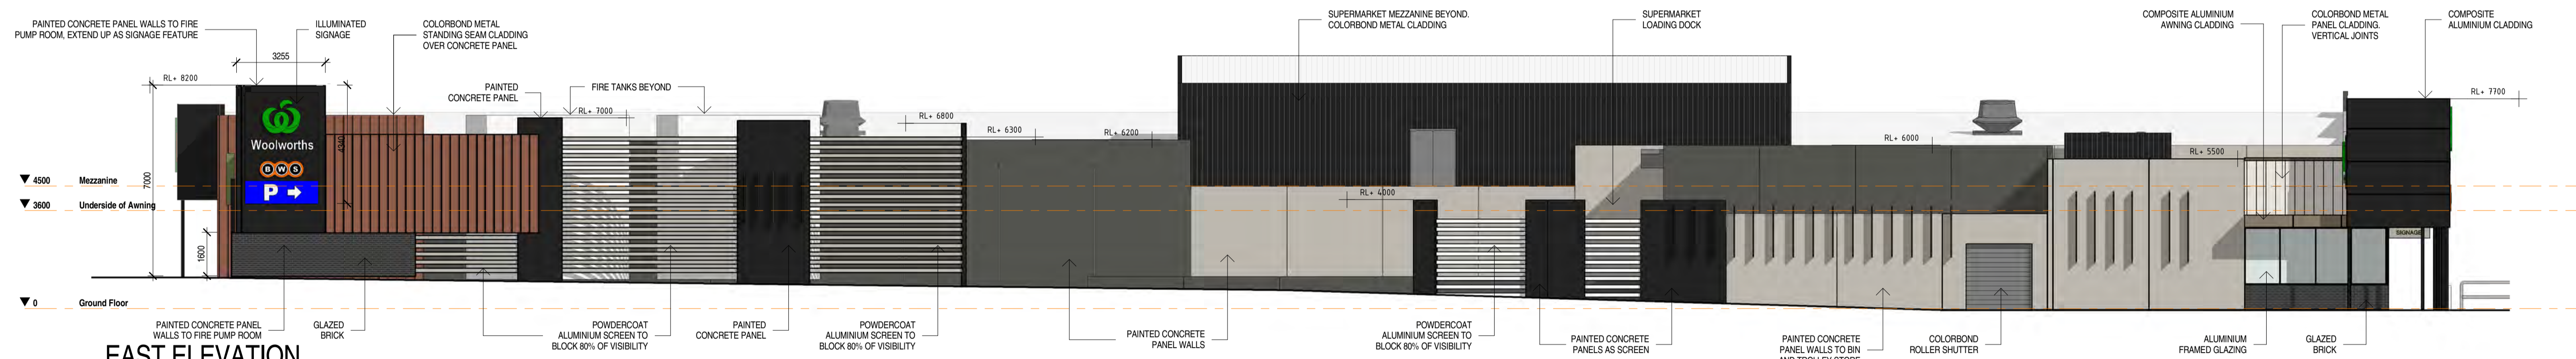 PAINTED CONCRETE PANEL WALLS TO FIRE
PUMP ROOM, EXTEND UP AS SIGNAGE FEATURE
ILLUMINATED
SIGNAGE
COLORBOND METAL
STANDING SEAM CLADDING
OVER CONCRETE PANEL
SUPERMARKET MEZZANINE BEYOND.
COLORBOND METAL CLADDING
SUPERMARKET
LOADING DOCK
COMPOSITE ALUMINIUM
AWNING CLADDING
COLORBOND METAL
PANEL CLADDING.
VERTICAL JOINTS
COMPOSITE
ALUMINIUM CLADDING
3255
RL+ 8200
PAINTED
CONCRETE PANEL
FIRE TANKS BEYOND
RL+ 7000
RL+ 6800
RL+ 6300
RL+ 6200
RL+ 6000
RL+ 5500
RL+ 7700
RL+ 4000
Woolworths
BWS
P →
4340
7000
1600
4500 Mezzanine
3600 Underside of Awning
0 Ground Floor
SIGNAGE
PAINTED CONCRETE PANEL
WALLS TO FIRE PUMP ROOM
GLAZED
BRICK
POWDERCOAT
ALUMINIUM SCREEN TO
BLOCK 80% OF VISIBILITY
PAINTED
CONCRETE PANEL
POWDERCOAT
ALUMINIUM SCREEN TO
BLOCK 80% OF VISIBILITY
PAINTED CONCRETE
PANEL WALLS
POWDERCOAT
ALUMINIUM SCREEN TO
BLOCK 80% OF VISIBILITY
PAINTED CONCRETE
PANELS AS SCREEN
PAINTED CONCRETE
PANEL WALLS TO BIN
AND TROLLEY STORE
COLORBOND
ROLLER SHUTTER
ALUMINIUM
FRAMED GLAZING
GLAZED
BRICK
EAST ELEVATION